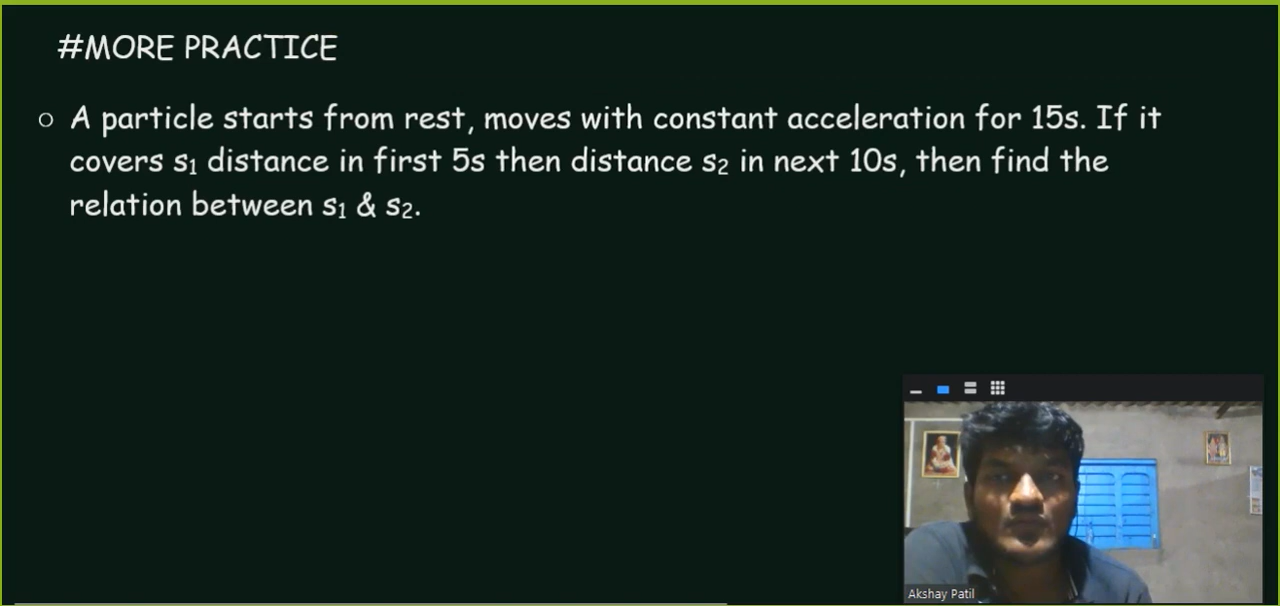 #MORE PRACTICE
○ A particle starts from rest, moves with constant acceleration for 15s. If it
covers s₁ distance in first 5s then distance s₂ in next 10s, then find the
relation between s₁ & s₂.
Akshay Patil